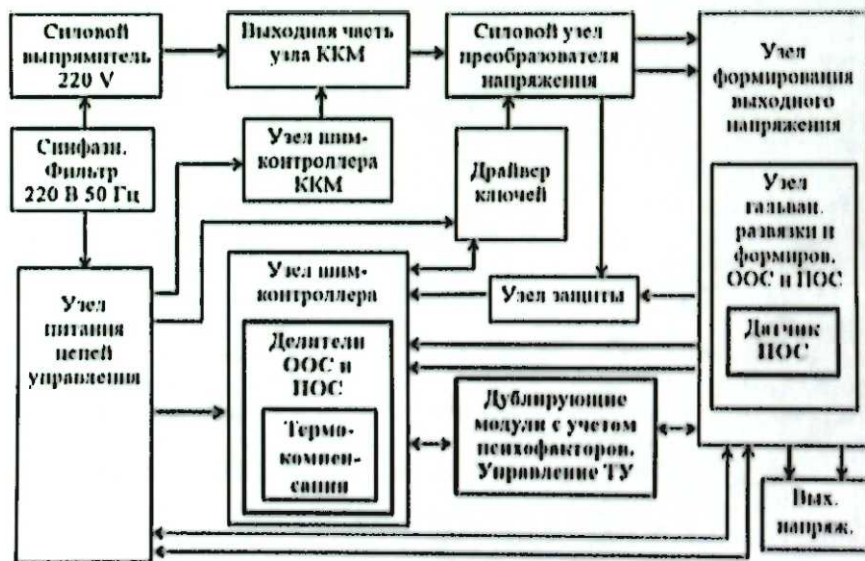 Силовой
выпрямитель
220 V
Выходная часть
узла ККМ
Силовой узел
преобразователя
напряжения
Узел
формирования
выходного
напряжения
Синфазн.
Фильтр
220 В 50 Гц
Узел шим-
контроллера
ККМ
Драйвер
ключей
Узел
гальван.
развязки и
формиров.
ООС и ПОС
Датчик
ПОС
Узел
питания
цепей
управления
Узел шим-
контроллера
Делители
ООС и
ПОС
Термо-
компен-
сации
Узел защиты
Дублирующие
модули с учетом
психофакторов.
Управление ТУ
Вых.
напряж.